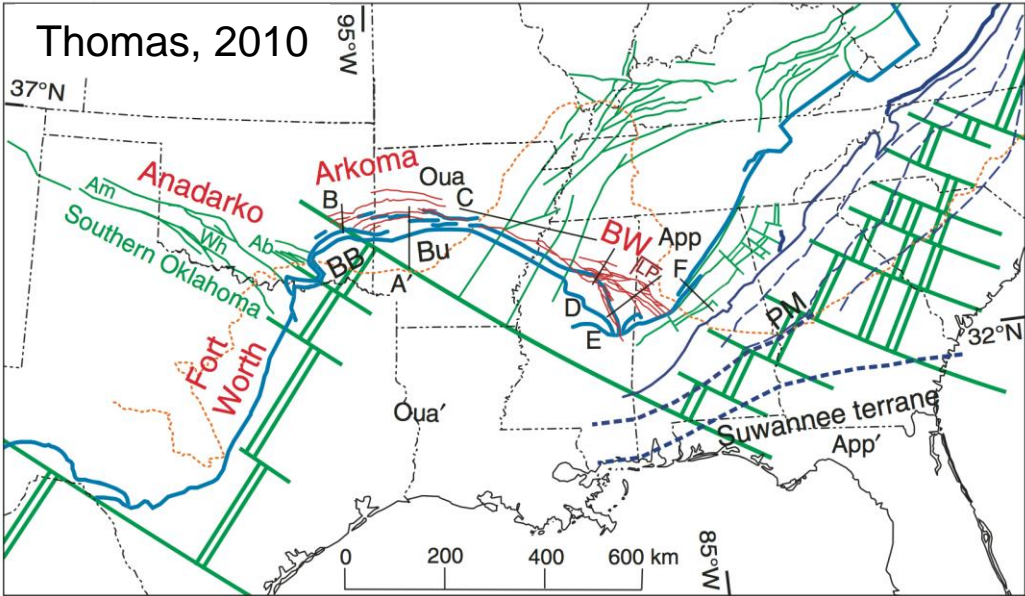 Thomas, 2010
95°W
37°N
Arkoma
Anadarko
Oua
Am
B
C
Southern Oklahoma
Wh
Ab
BW
App
BB
Bu
LP
F
A′
D
PM
E
32°N
Fort
Worth
Oua′
Suwannee terrane
App′
85°W
0 200 400 600 km